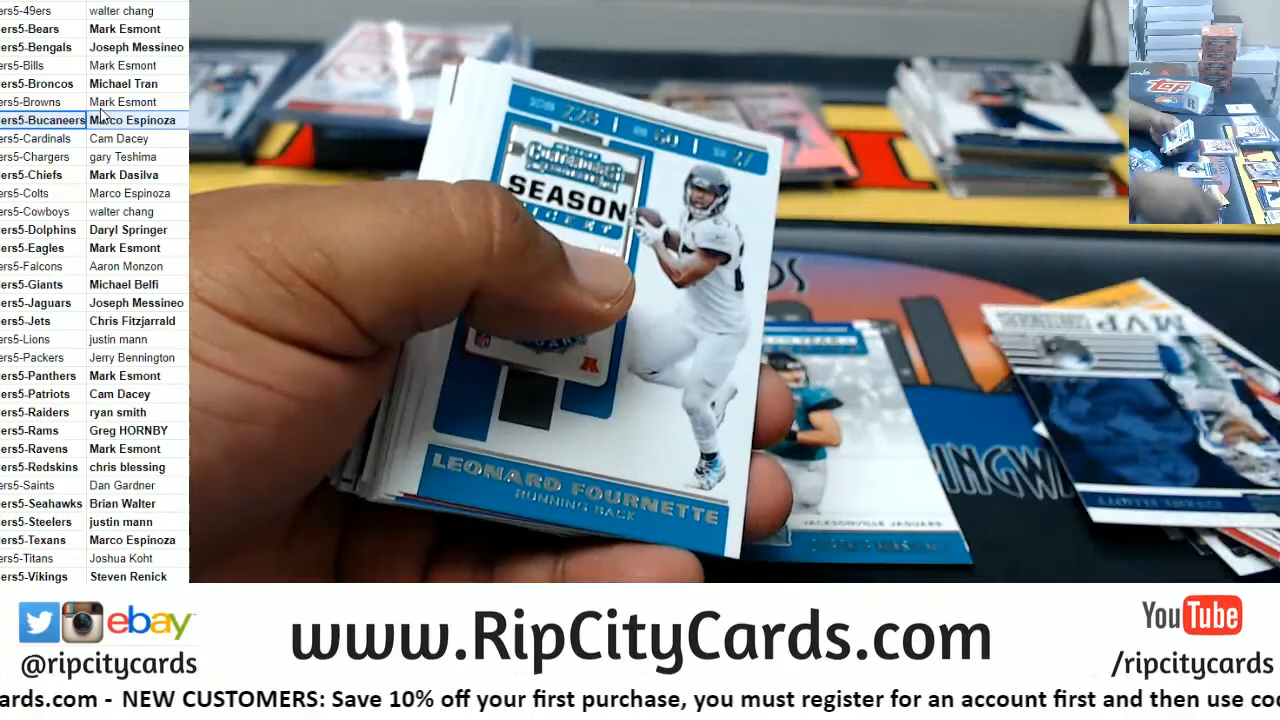 ers5-49ers walter chang
ers5-Bears Mark Esmont
ers5-Bengals Joseph Messineo
ers5-Bills Mark Esmont
ers5-Broncos Michael Tran
ers5-Browns Mark Esmont
ers5-Bucaneers Marco Espinoza
ers5-Cardinals Cam Dacey
ers5-Chargers gary Teshima
ers5-Chiefs Mark Dasilva
ers5-Colts Marco Espinoza
ers5-Cowboys walter chang
ers5-Dolphins Daryl Springer
ers5-Eagles Mark Esmont
ers5-Falcons Aaron Monzon
ers5-Giants Michael Belfi
ers5-Jaguars Joseph Messineo
ers5-Jets Chris Fitzjarrald
ers5-Lions justin mann
ers5-Packers Jerry Bennington
ers5-Panthers Mark Esmont
ers5-Patriots Cam Dacey
ers5-Raiders ryan smith
ers5-Rams Greg HORNBY
ers5-Ravens Mark Esmont
ers5-Redskins chris blessing
ers5-Saints Dan Gardner
ers5-Seahawks Brian Walter
ers5-Steelers justin mann
ers5-Texans Marco Espinoza
ers5-Titans Joshua Koht
ers5-Vikings Steven Renick
SEASON
TICKET
LEONARD FOURNETTE
RUNNING BACK
JACKSONVILLE JAGUARS
MVP
CONTENDERS
topps
ebay
@ripcitycards
www.RipCityCards.com
YouTube
/ripcitycards
cards.com - NEW CUSTOMERS: Save 10% off your first purchase, you must register for an account first and then use co